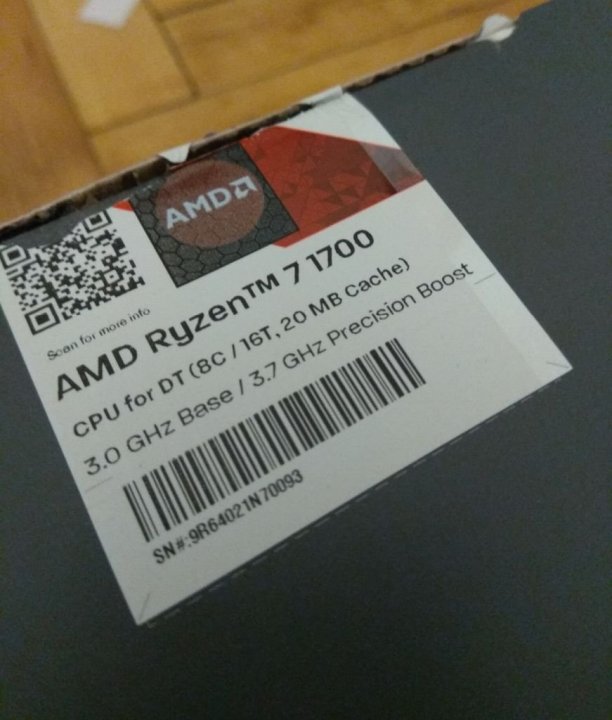 AMD
Scan for more info
AMD Ryzen™ 7 1700
CPU for DT (8C / 16T, 20 MB Cache)
3.0 GHz Base / 3.7 GHz Precision Boost
SN#:9R64021N70093